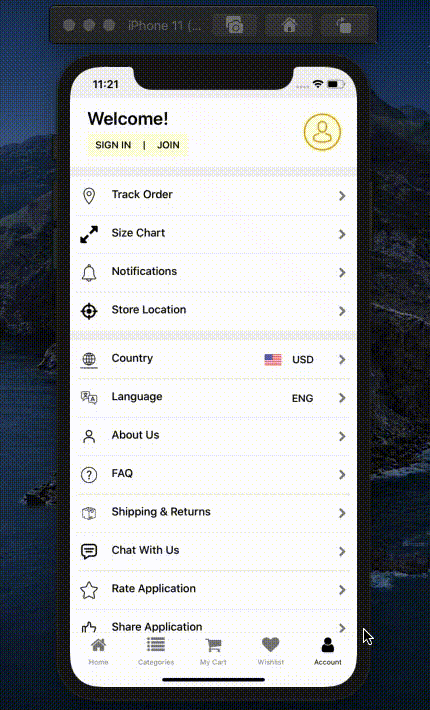 iPhone 11 (...
11:21
Welcome!
SIGN IN | JOIN
Track Order
Size Chart
Notifications
Store Location
Country USD
Language ENG
About Us
FAQ
Shipping & Returns
Chat With Us
Rate Application
Share Application
Home Categories My Cart Wishlist Account